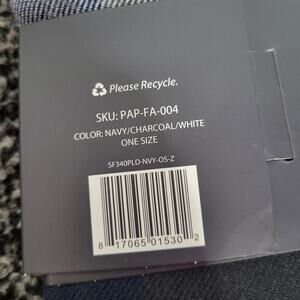 Please Recycle.
SKU: PAP-FA-004
COLOR: NAVY/CHARCOAL/WHITE
ONE SIZE
SF340PLD-NVY-OS-Z
8 17065 01530 2